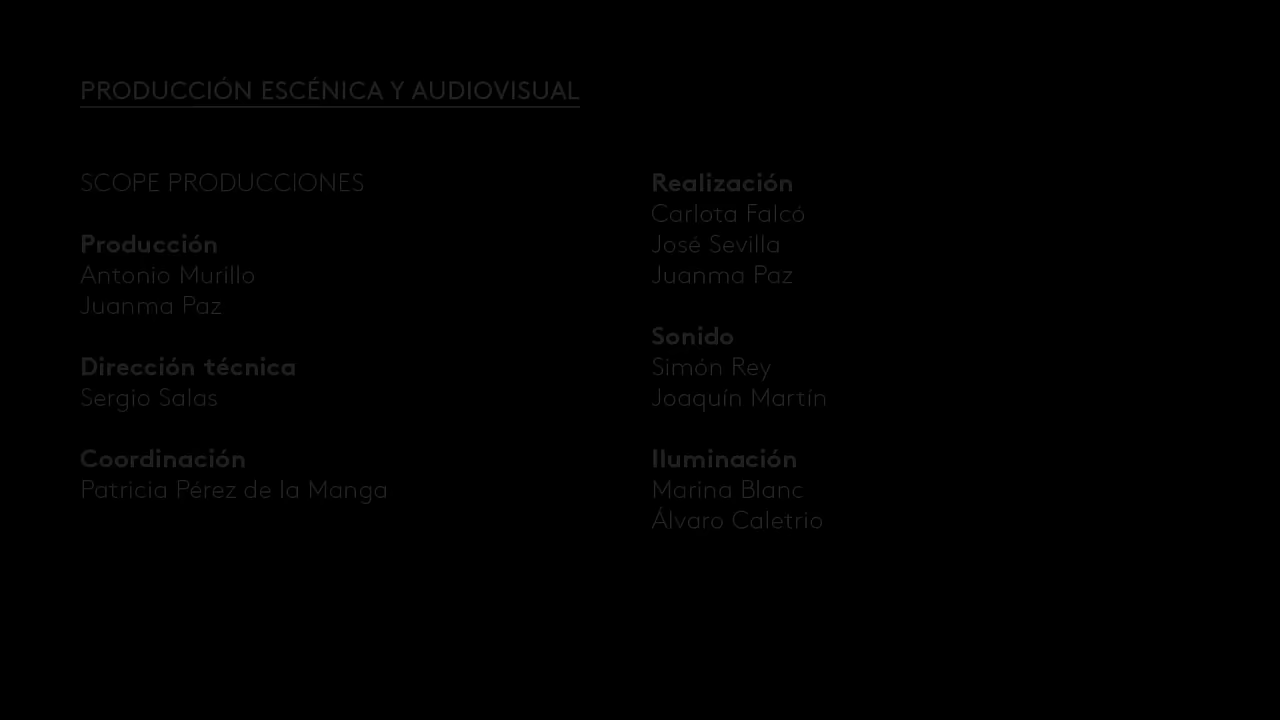 PRODUCCIÓN ESCÉNICA Y AUDIOVISUAL
SCOPE PRODUCCIONES
Producción
Antonio Murillo
Juanma Paz
Dirección técnica
Sergio Salas
Coordinación
Patricia Pérez de la Manga
Realización
Carlota Falcó
José Sevilla
Juanma Paz
Sonido
Simón Rey
Joaquín Martín
Iluminación
Marina Blanc
Álvaro Caletrio